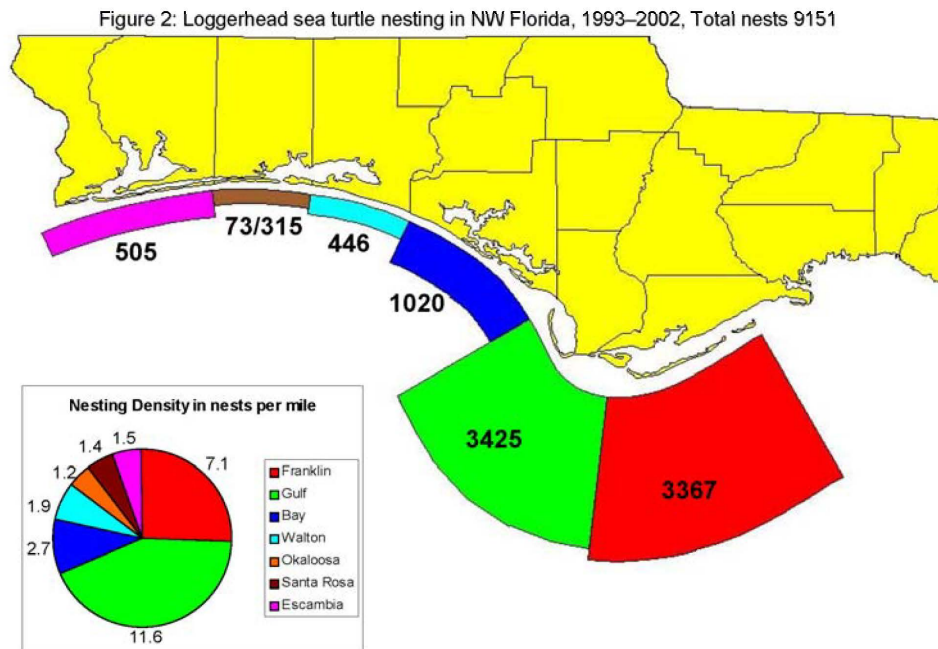 Figure 2: Loggerhead sea turtle nesting in NW Florida, 1993–2002, Total nests 9151
505
73/315
446
1020
3425
3367
Nesting Density in nests per mile
1.5
1.4
1.2
1.9
2.7
7.1
11.6
Franklin
Gulf
Bay
Walton
Okaloosa
Santa Rosa
Escambia